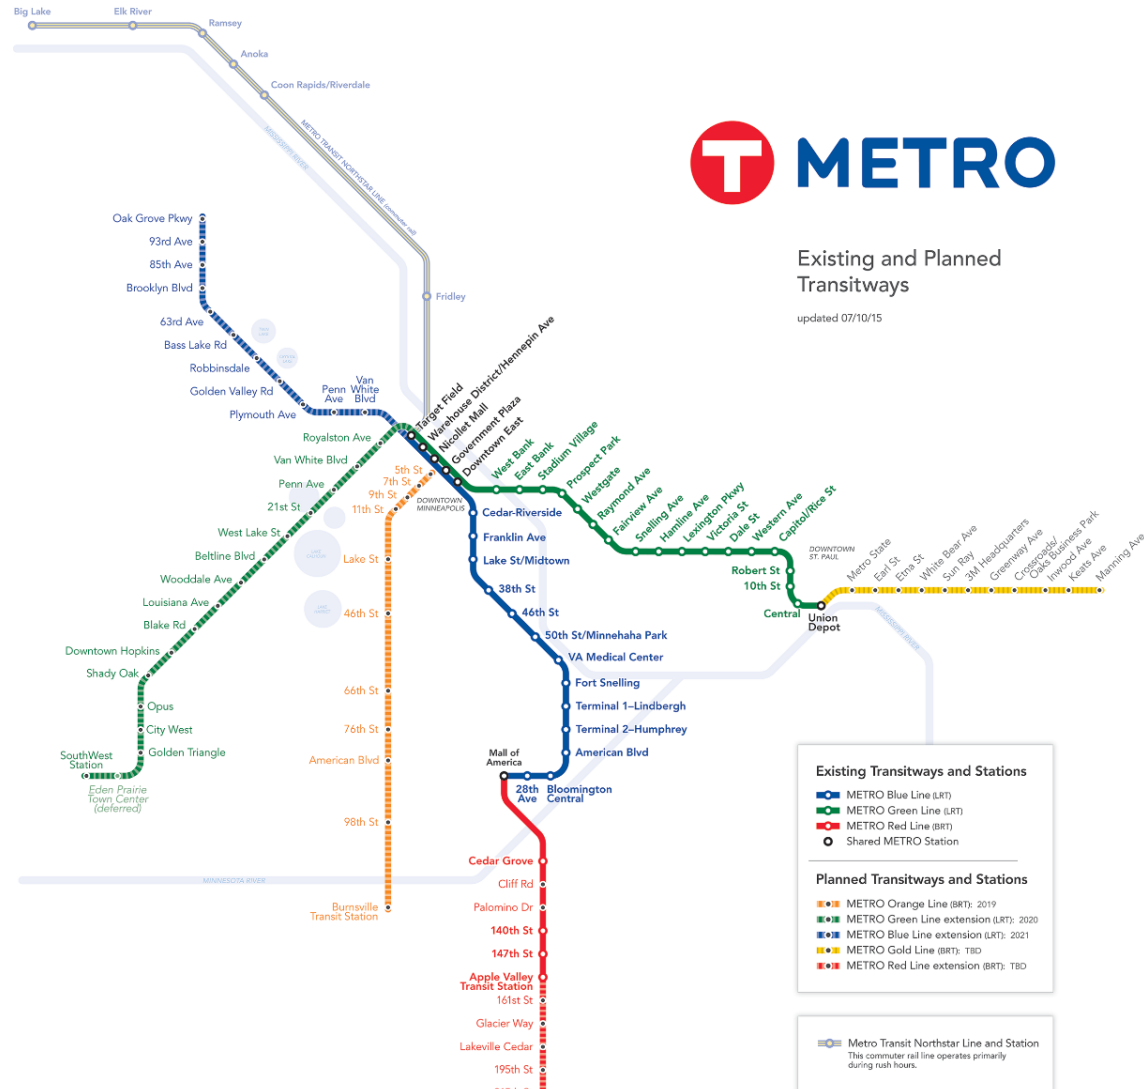 Big Lake
Elk River
Ramsey
Anoka
Coon Rapids/Riverdale
METRO TRANSIT NORTHSTAR LINE (commuter rail)
MISSISSIPPI RIVER
Fridley
T METRO
Existing and Planned
Transitways
updated 07/10/15
Oak Grove Pkwy
93rd Ave
85th Ave
Brooklyn Blvd
63rd Ave
Bass Lake Rd
Robbinsdale
Golden Valley Rd
Plymouth Ave
Penn
Ave
Van
White
Blvd
Target Field
Warehouse District/Hennepin Ave
Nicollet Mall
Government Plaza
Downtown East
Royalston Ave
Van White Blvd
Penn Ave
21st St
West Lake St
Beltline Blvd
Wooddale Ave
Louisiana Ave
Blake Rd
Downtown Hopkins
Shady Oak
Opus
City West
Golden Triangle
SouthWest
Station
Eden Prairie
Town Center
(deferred)
5th St
7th St
9th St
11th St
DOWNTOWN
MINNEAPOLIS
Lake St
46th St
66th St
76th St
American Blvd
98th St
Burnsville
Transit Station
West Bank
East Bank
Stadium Village
Prospect Park
Westgate
Raymond Ave
Fairview Ave
Snelling Ave
Hamline Ave
Lexington Pkwy
Victoria St
Dale St
Western Ave
Capitol/Rice St
Robert St
10th St
Central
DOWNTOWN
ST. PAUL
Union
Depot
Metro State
Earl St
Etna St
White Bear Ave
Sun Ray
3M Headquarters
Greenway Ave
Crossroads/
Oaks Business Park
Inwood Ave
Keats Ave
Manning Ave
MISSISSIPPI RIVER
Cedar-Riverside
Franklin Ave
Lake St/Midtown
38th St
46th St
50th St/Minnehaha Park
VA Medical Center
Fort Snelling
Terminal 1–Lindbergh
Terminal 2–Humphrey
American Blvd
Bloomington
Central
28th
Ave
Mall of
America
MINNESOTA RIVER
Cedar Grove
Cliff Rd
Palomino Dr
140th St
147th St
Apple Valley
Transit Station
161st St
Glacier Way
Lakeville Cedar
195th St
Existing Transitways and Stations
METRO Blue Line (LRT)
METRO Green Line (LRT)
METRO Red Line (BRT)
Shared METRO Station
Planned Transitways and Stations
METRO Orange Line (BRT): 2019
METRO Green Line extension (LRT): 2020
METRO Blue Line extension (LRT): 2021
METRO Gold Line (BRT): TBD
METRO Red Line extension (BRT): TBD
Metro Transit Northstar Line and Station
This commuter rail line operates primarily
during rush hours.